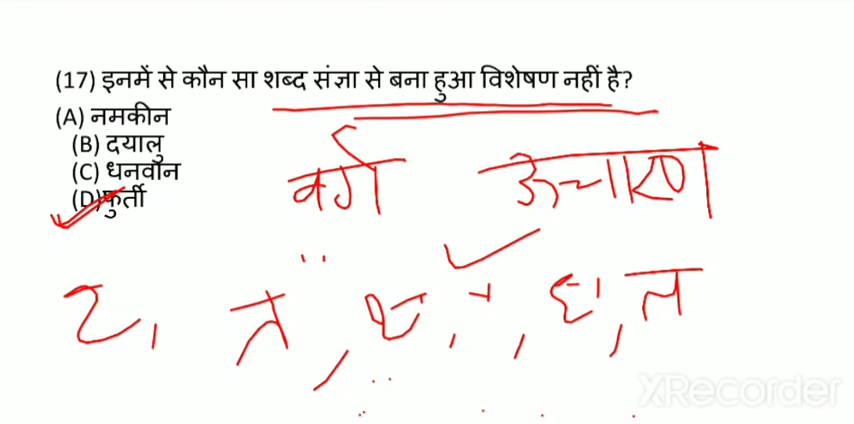 (17) इनमें से कौन सा शब्द संज्ञा से बना हुआ विशेषण नहीं है?
(A) नमकीन
(B) दयालु
(C) धनवान
(D)फुर्ती
वर्ग उच्चारण
XRecorder